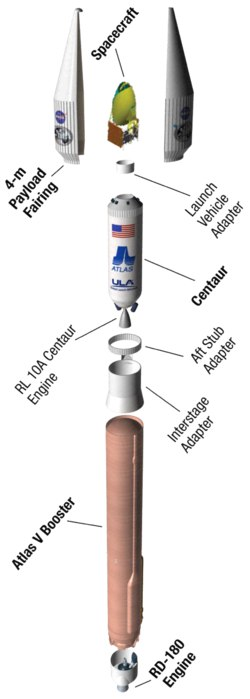 Spacecraft
4-m
Payload
Fairing
Launch
Vehicle
Adapter
ATLAS
ULA
Centaur
RL 10A Centaur
Engine
Aft Stub
Adapter
Interstage
Adapter
Atlas V Booster
RD-180
Engine